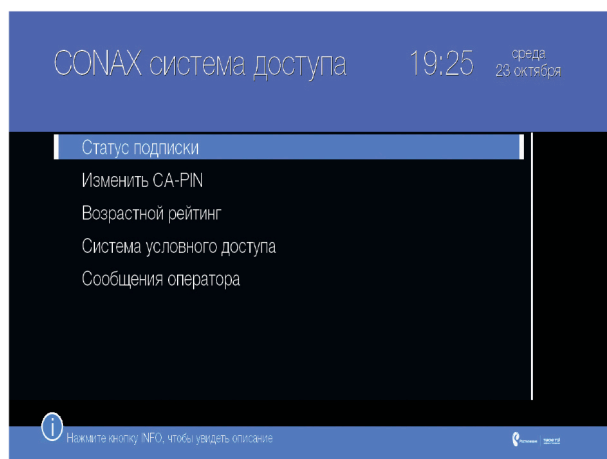 CONAX система доступа
19:25
среда
23 октября
Статус подписки
Изменить CA-PIN
Возрастной рейтинг
Система условного доступа
Сообщения оператора
Нажмите кнопку INFO, чтобы увидеть описание